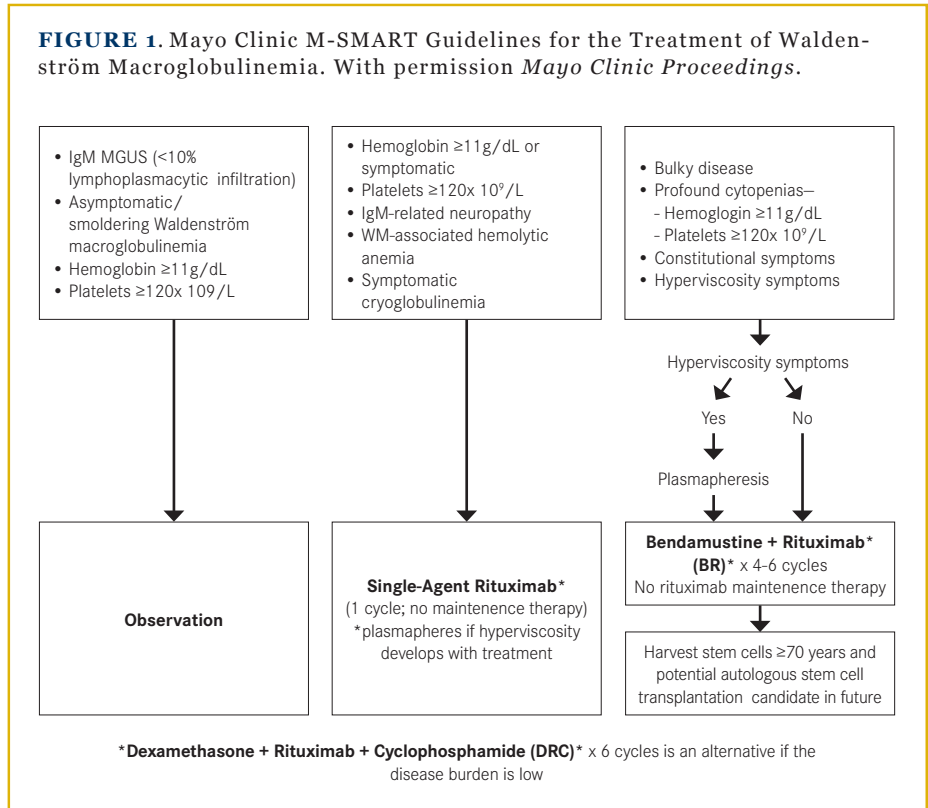 FIGURE 1. Mayo Clinic M-SMART Guidelines for the Treatment of Walden-
ström Macroglobulinemia. With permission Mayo Clinic Proceedings.
• IgM MGUS (<10%
lymphoplasmacytic infiltration)
• Asymptomatic/
smoldering Waldenström
macroglobulinemia
• Hemoglobin ≥11g/dL
• Platelets ≥120x 109/L
• Hemoglobin ≥11g/dL or
symptomatic
• Platelets ≥120x 10⁹/L
• IgM-related neuropathy
• WM-associated hemolytic
anemia
• Symptomatic
cryoglobulinemia
• Bulky disease
• Profound cytopenias—
- Hemoglogin ≥11g/dL
- Platelets ≥120x 10⁹/L
• Constitutional symptoms
• Hyperviscosity symptoms
Hyperviscosity symptoms
Yes
No
Plasmapheresis
Observation
Single-Agent Rituximab*
(1 cycle; no maintenence therapy)
*plasmapheres if hyperviscosity
develops with treatment
Bendamustine + Rituximab*
(BR)* x 4-6 cycles
No rituximab maintenence therapy
Harvest stem cells ≥70 years and
potential autologous stem cell
transplantation candidate in future
*Dexamethasone + Rituximab + Cyclophosphamide (DRC)* x 6 cycles is an alternative if the
disease burden is low